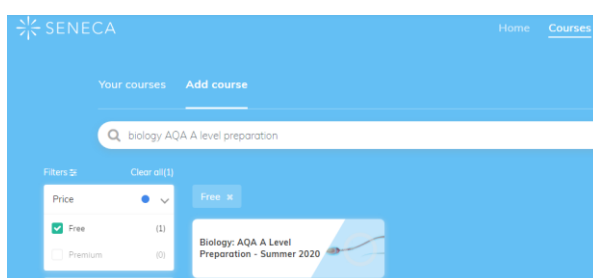 SENECA
Home Courses
Your courses Add course
biology AQA A level preparation
Filters Clear all(1)
Price
Free
Free (1)
Premium (0)
Biology: AQA A Level
Preparation - Summer 2020